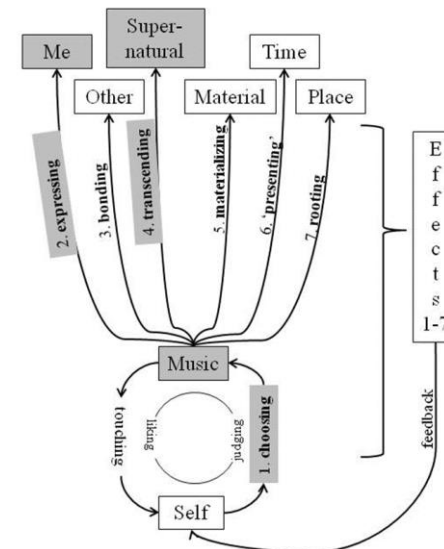 Super-
natural
Me
Time
Other
Material
Place
2. expressing
3. bonding
4. transcending
5. materializing
6. ‘presenting’
7. rooting
E
f
f
e
c
t
s
1-7
Music
touching
liking
judging
1. choosing
feedback
Self